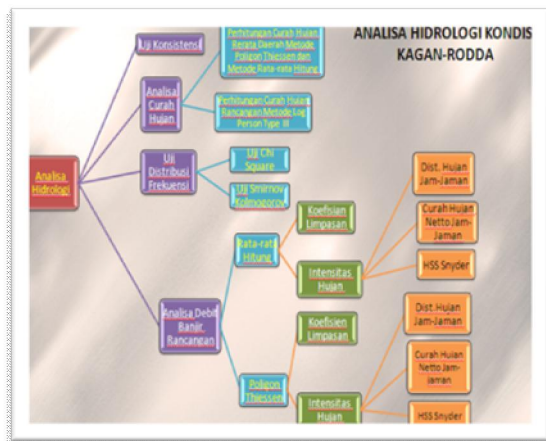 ANALISA HIDROLOGI KONDIS
KAGAN-RODDA
Perhitungan Curah Hujan
Rerata Daerah Metode
Poligon Thiessen dan
Metode Rata-rata Hitung
Uji Konsistensi
Analisa
Curah
Hujan
Perhitungan Curah Hujan
Rancangan Metode Log
Person Type III
Uji
Distribusi
Frekuensi
Uji Chi
Square
Uji Smirnov
Kolmogorov
Analisa
Hidrologi
Dist. Hujan
Jam-Jaman
Koefisian
Limpasan
Curah Hujan
Netto Jam-
Jaman
Rata-rata
Hitung
Intensitas
Hujan
HSS Snyder
Analisa Debit
Banjir
Rancangan
Koefisien
Limpasan
Dist. Hujan
Jam-Jaman
Curah Hujan
Netto Jam-
jaman
Poligon
Thiessen
Intensitas
Hujan
HSS Snyder